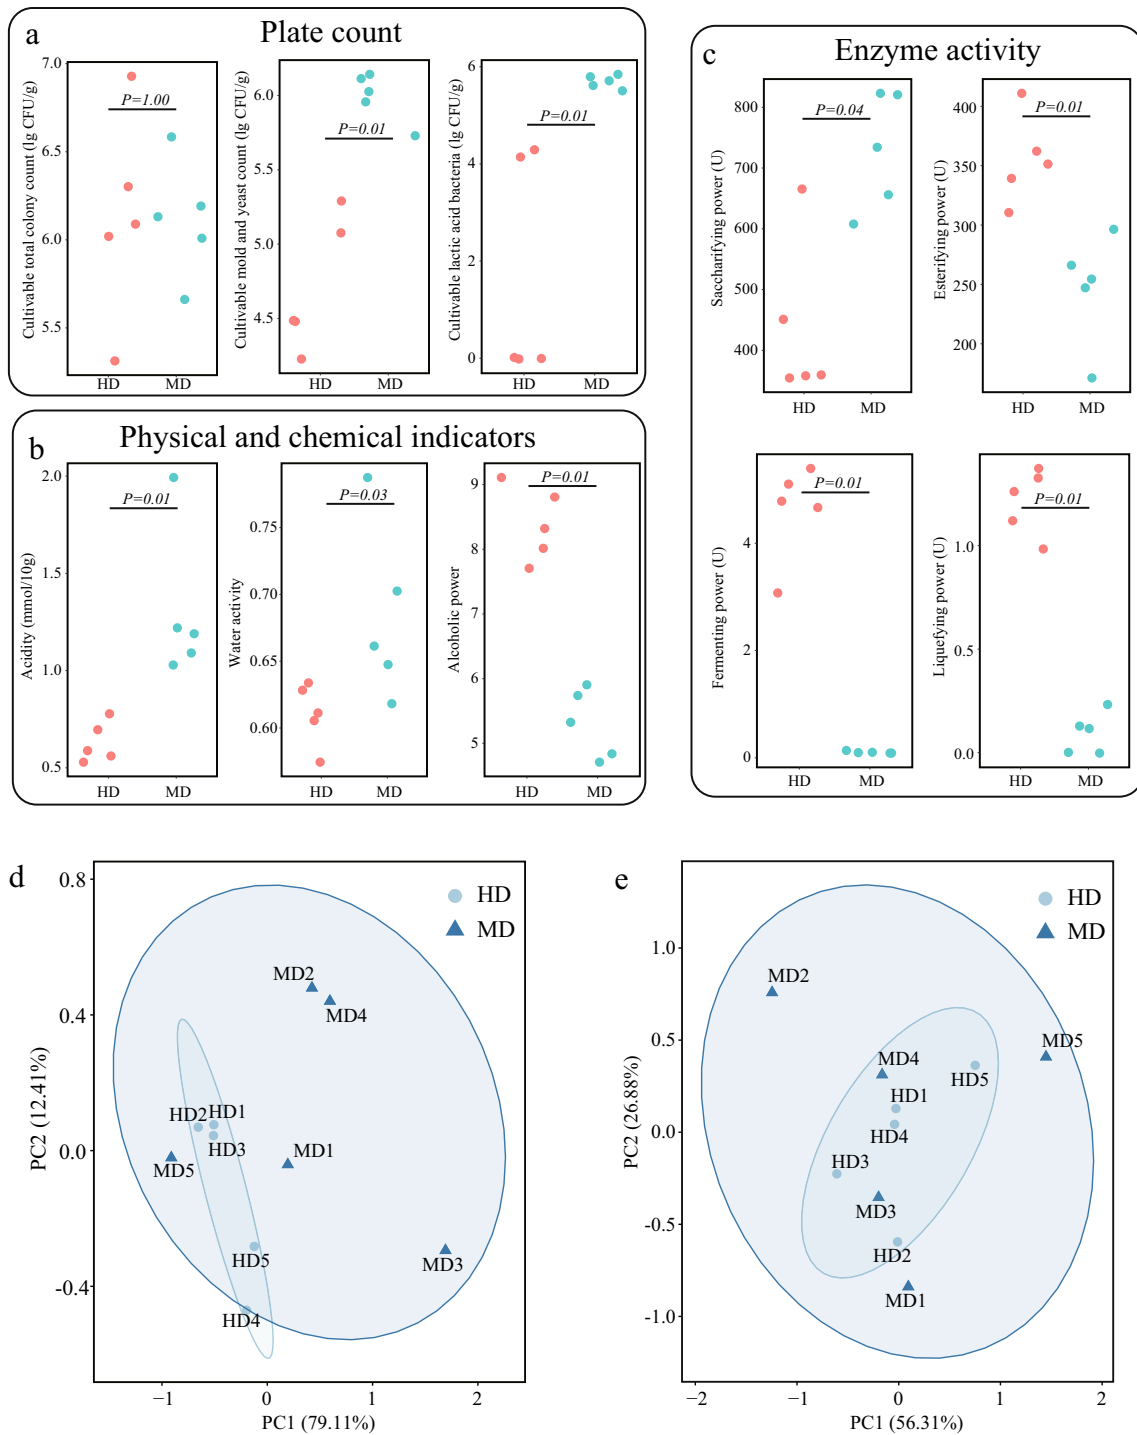 a
Plate count
Cultivable total colony count (lg CFU/g)
7.0
6.5
6.0
5.5
P=1.00
HD
MD
Cultivable mold and yeast count (lg CFU/g)
6.0
5.5
5.0
4.5
P=0.01
HD
MD
Cultivable lactic acid bacteria (lg CFU/g)
6
4
2
0
P=0.01
HD
MD
b
Physical and chemical indicators
Acidity (mmol/10g)
2.0
1.5
1.0
0.5
P=0.01
HD
MD
Water activity
0.75
0.70
0.65
0.60
P=0.03
HD
MD
Alcoholic power
9
8
7
6
5
P=0.01
HD
MD
c
Enzyme activity
Saccharifying power (U)
800
700
600
500
400
P=0.04
HD
MD
Esterifying power (U)
400
350
300
250
200
P=0.01
HD
MD
Fermenting power (U)
4
2
0
P=0.01
HD
MD
Liquefying power (U)
1.0
0.5
0.0
P=0.01
HD
MD
d
HD
MD
PC2 (12.41%)
0.8
0.4
0.0
-0.4
MD2
MD4
HD2
HD1
HD3
MD1
MD5
HD5
MD3
HD4
−1
0
1
2
PC1 (79.11%)
e
HD
MD
PC2 (26.88%)
1.0
0.5
0.0
-0.5
-1.0
MD2
MD5
MD4
HD5
HD1
HD4
HD3
MD3
HD2
MD1
−2
−1
0
1
2
PC1 (56.31%)